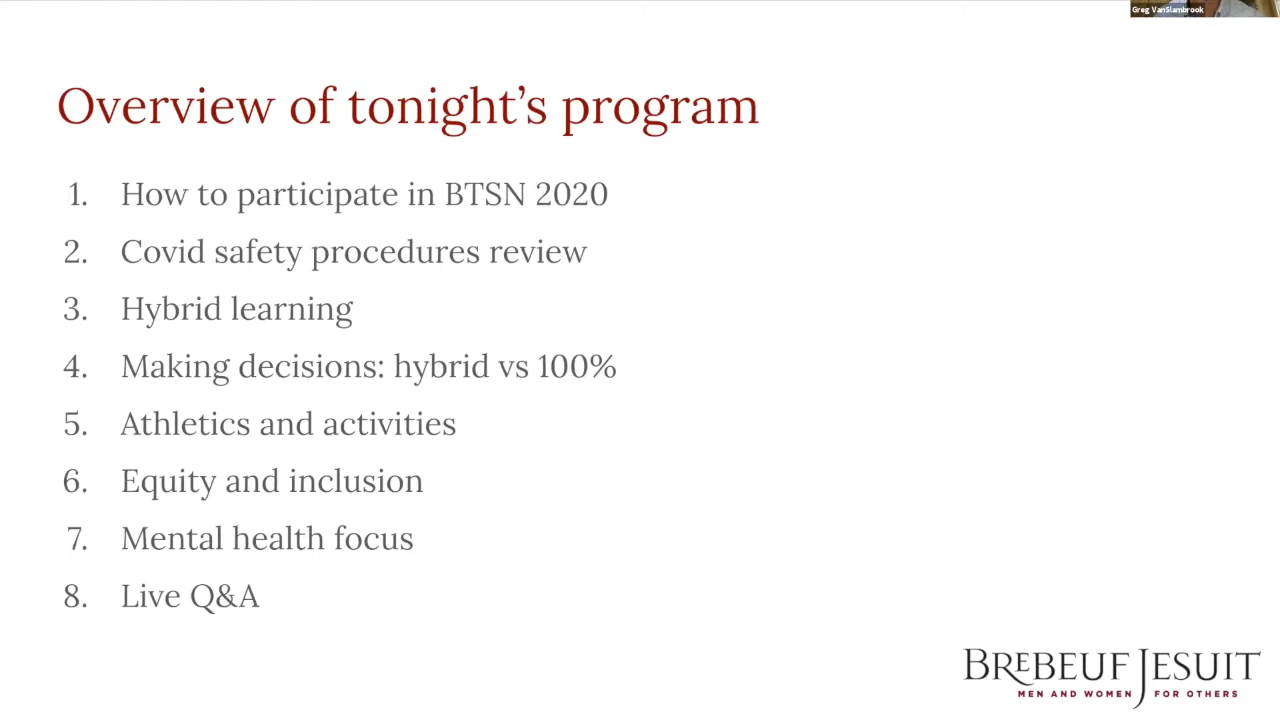 Greg VanSlambrook
Overview of tonight’s program
1. How to participate in BTSN 2020
2. Covid safety procedures review
3. Hybrid learning
4. Making decisions: hybrid vs 100%
5. Athletics and activities
6. Equity and inclusion
7. Mental health focus
8. Live Q&A
BREBEUF JESUIT
MEN AND WOMEN FOR OTHERS